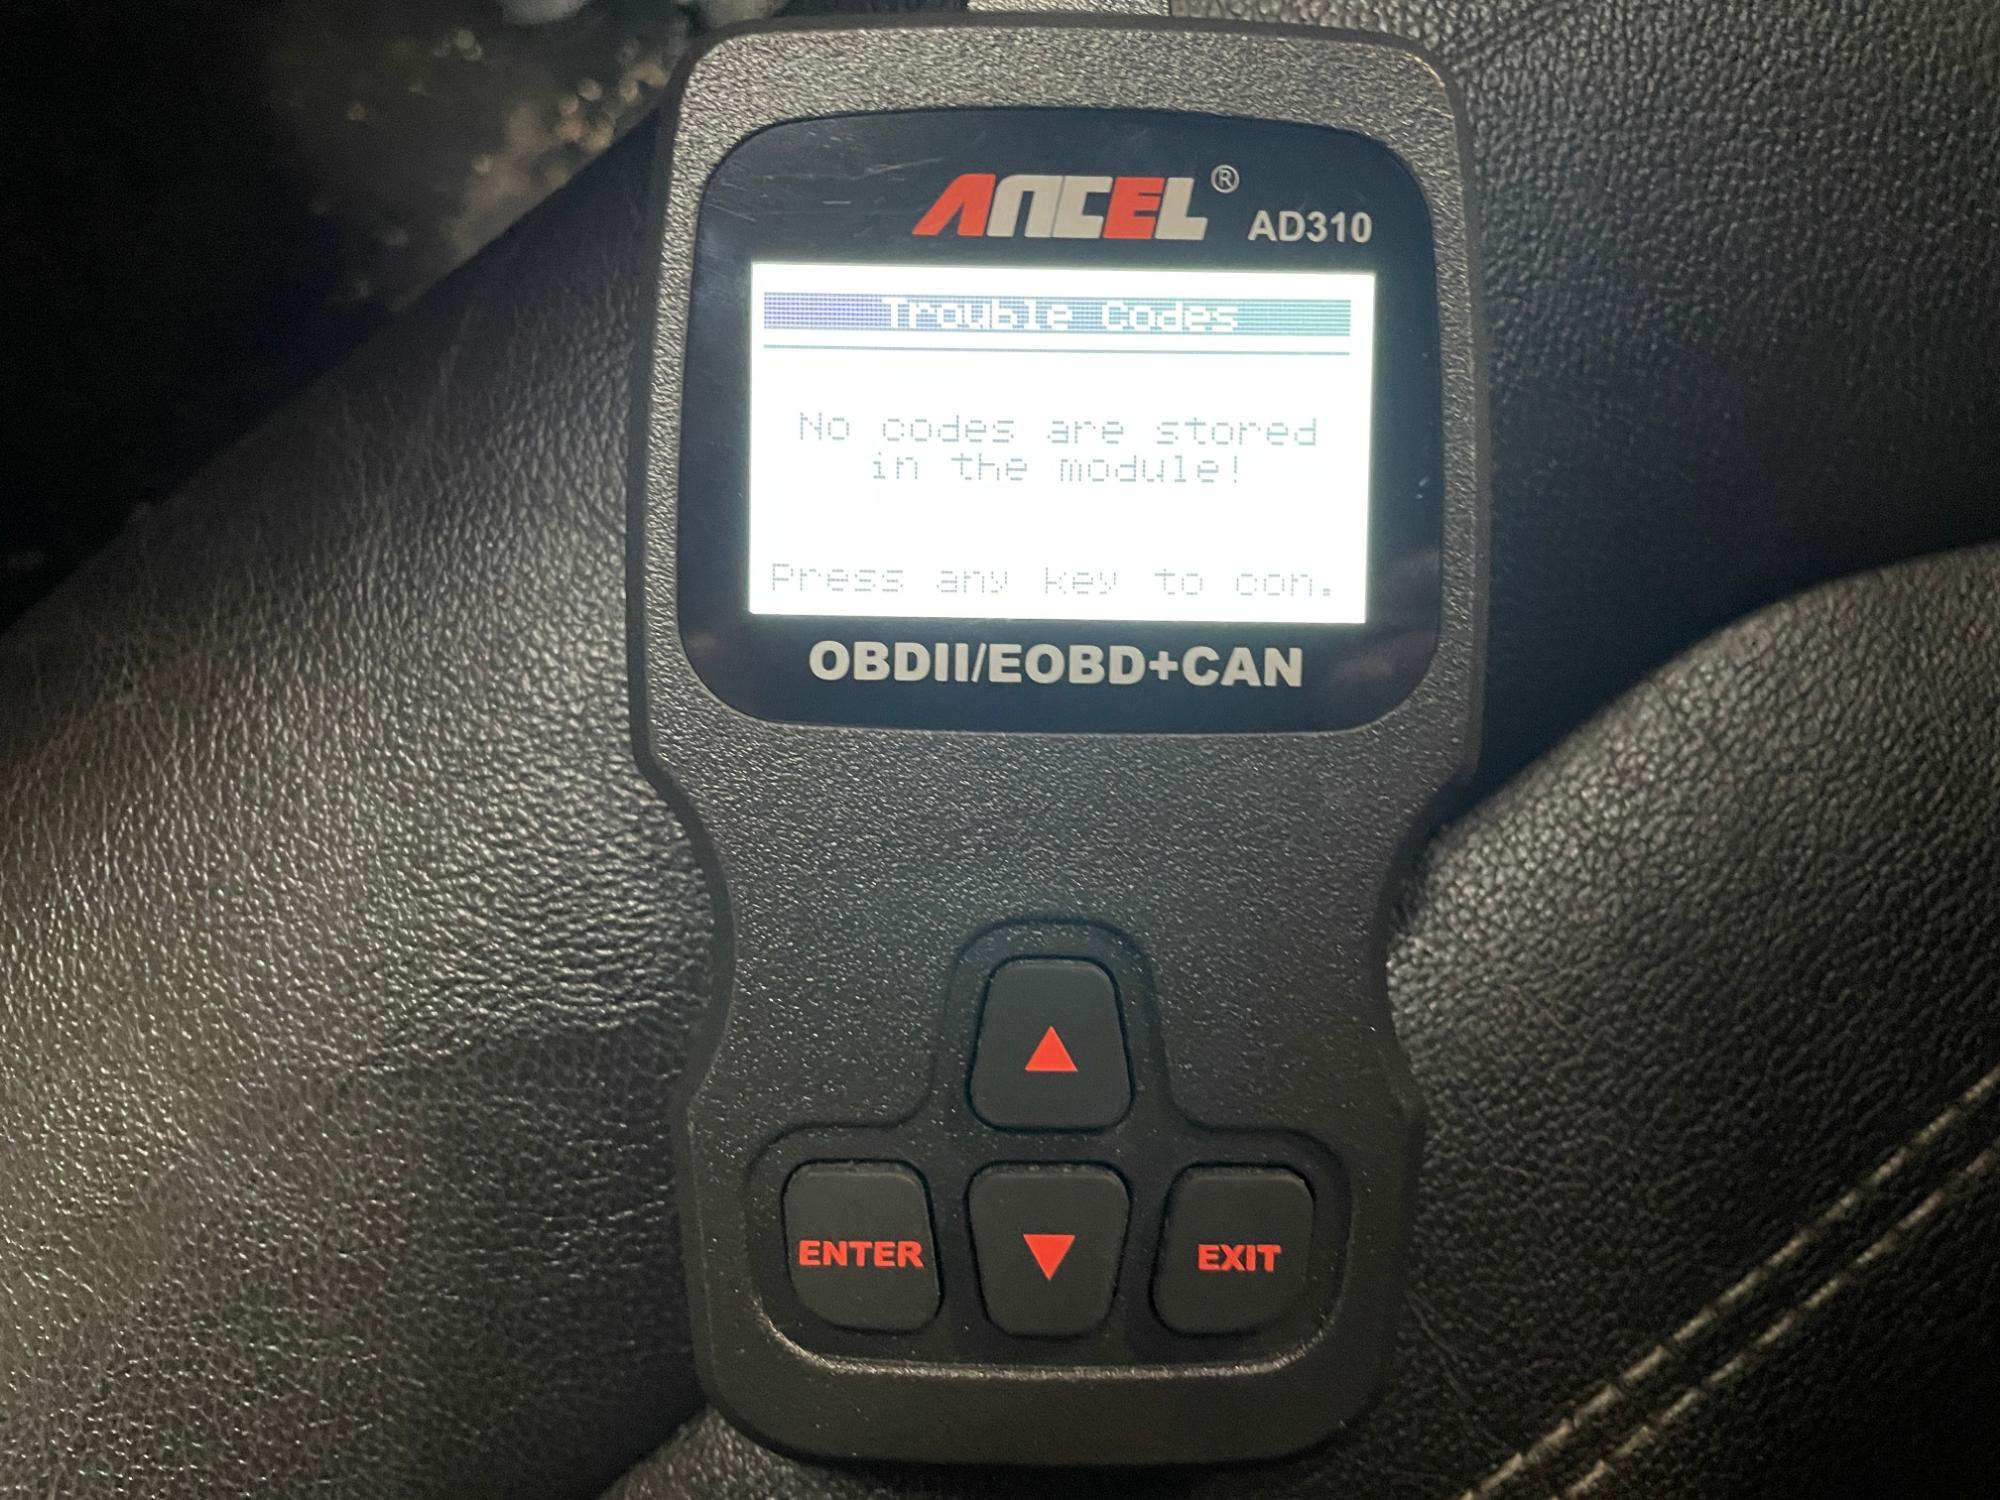 ANCEL® AD310
Trouble Codes
No codes are stored
in the module!
Press any key to con.
OBDII/EOBD+CAN
▲
ENTER ▼ EXIT